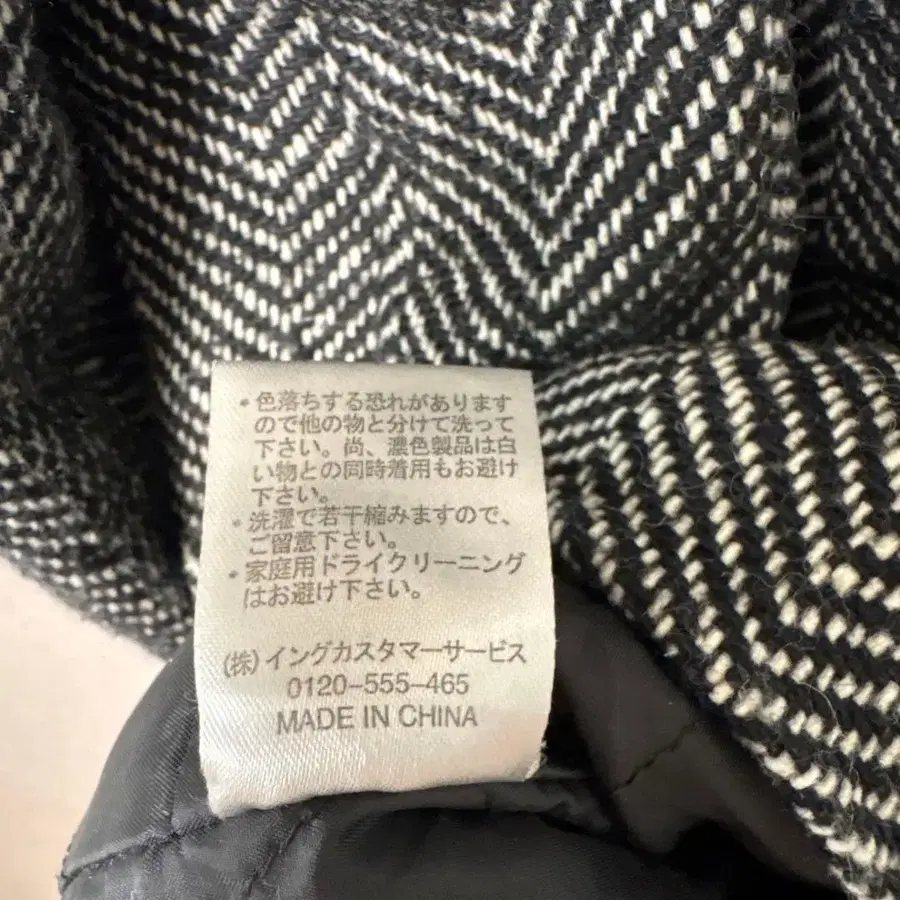 ・色落ちする恐れがあります
ので他の物と分けて洗って
下さい。尚、濃色製品は白
い物との同時着用もお避け
下さい。
・洗濯で若干縮みますので、
ご留意下さい。
・家庭用ドライクリーニング
はお避け下さい。
(株)イングカスタマーサービス
0120-555-465
MADE IN CHINA